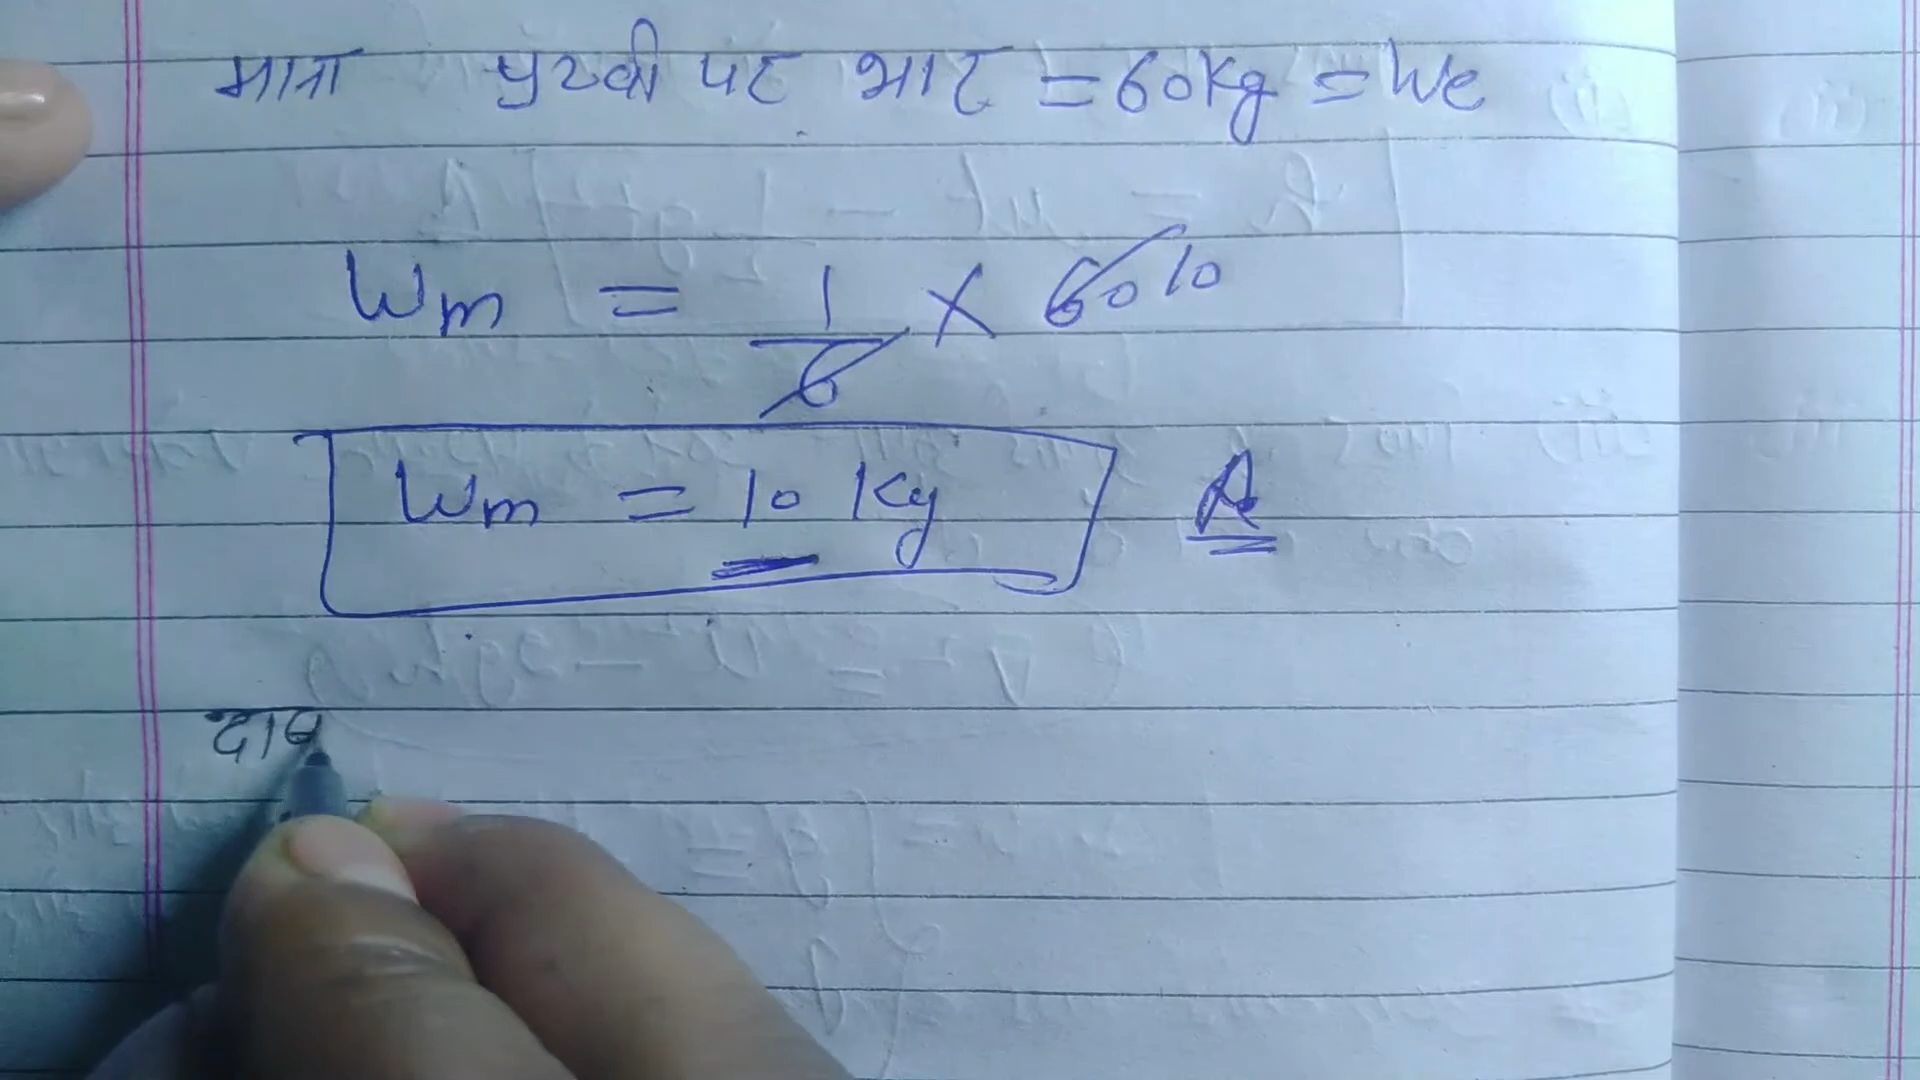 माना पृथ्वी पर भार = 60kg = We
Wm = 1/6 × 60 10
Wm = 10 Kg A
दाब